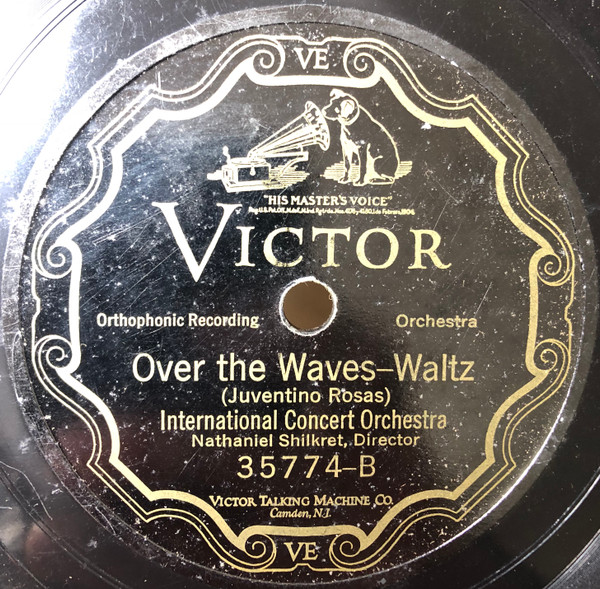 VE
"HIS MASTER'S VOICE"
VICTOR
Orthophonic Recording Orchestra
Over the Waves–Waltz
(Juventino Rosas)
International Concert Orchestra
Nathaniel Shilkret, Director
35774–B
VICTOR TALKING MACHINE CO.
Camden, N.J.
VE